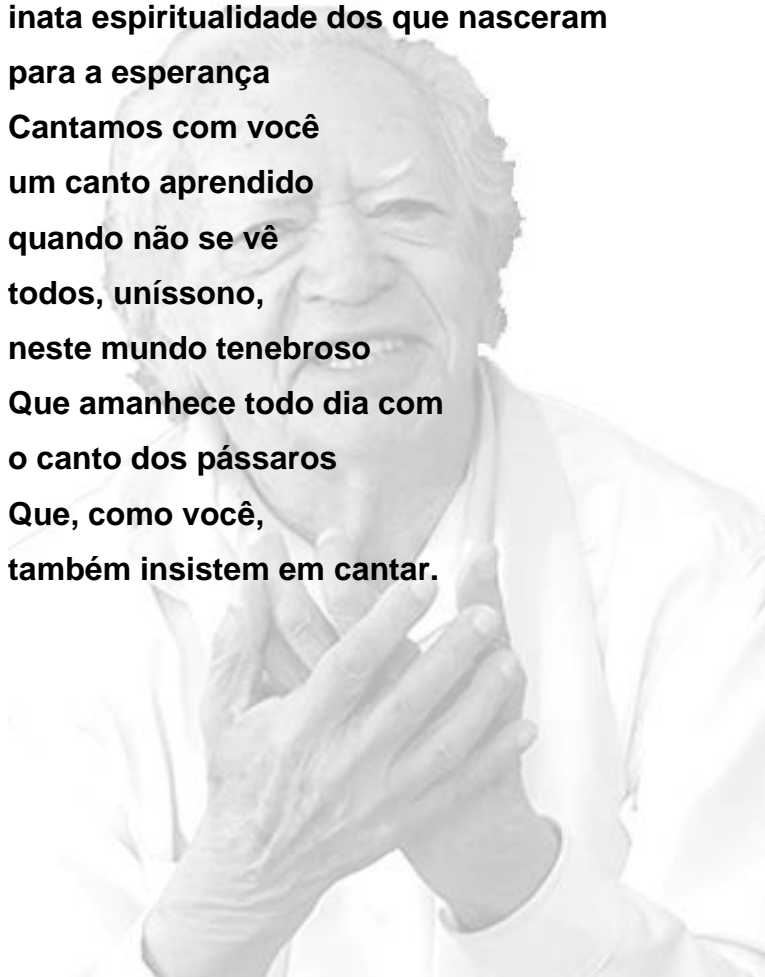 inata espiritualidade dos que nasceram
para a esperança
Cantamos com você
um canto aprendido
quando não se vê
todos, uníssono,
neste mundo tenebroso
Que amanhece todo dia com
o canto dos pássaros
Que, como você,
também insistem em cantar.